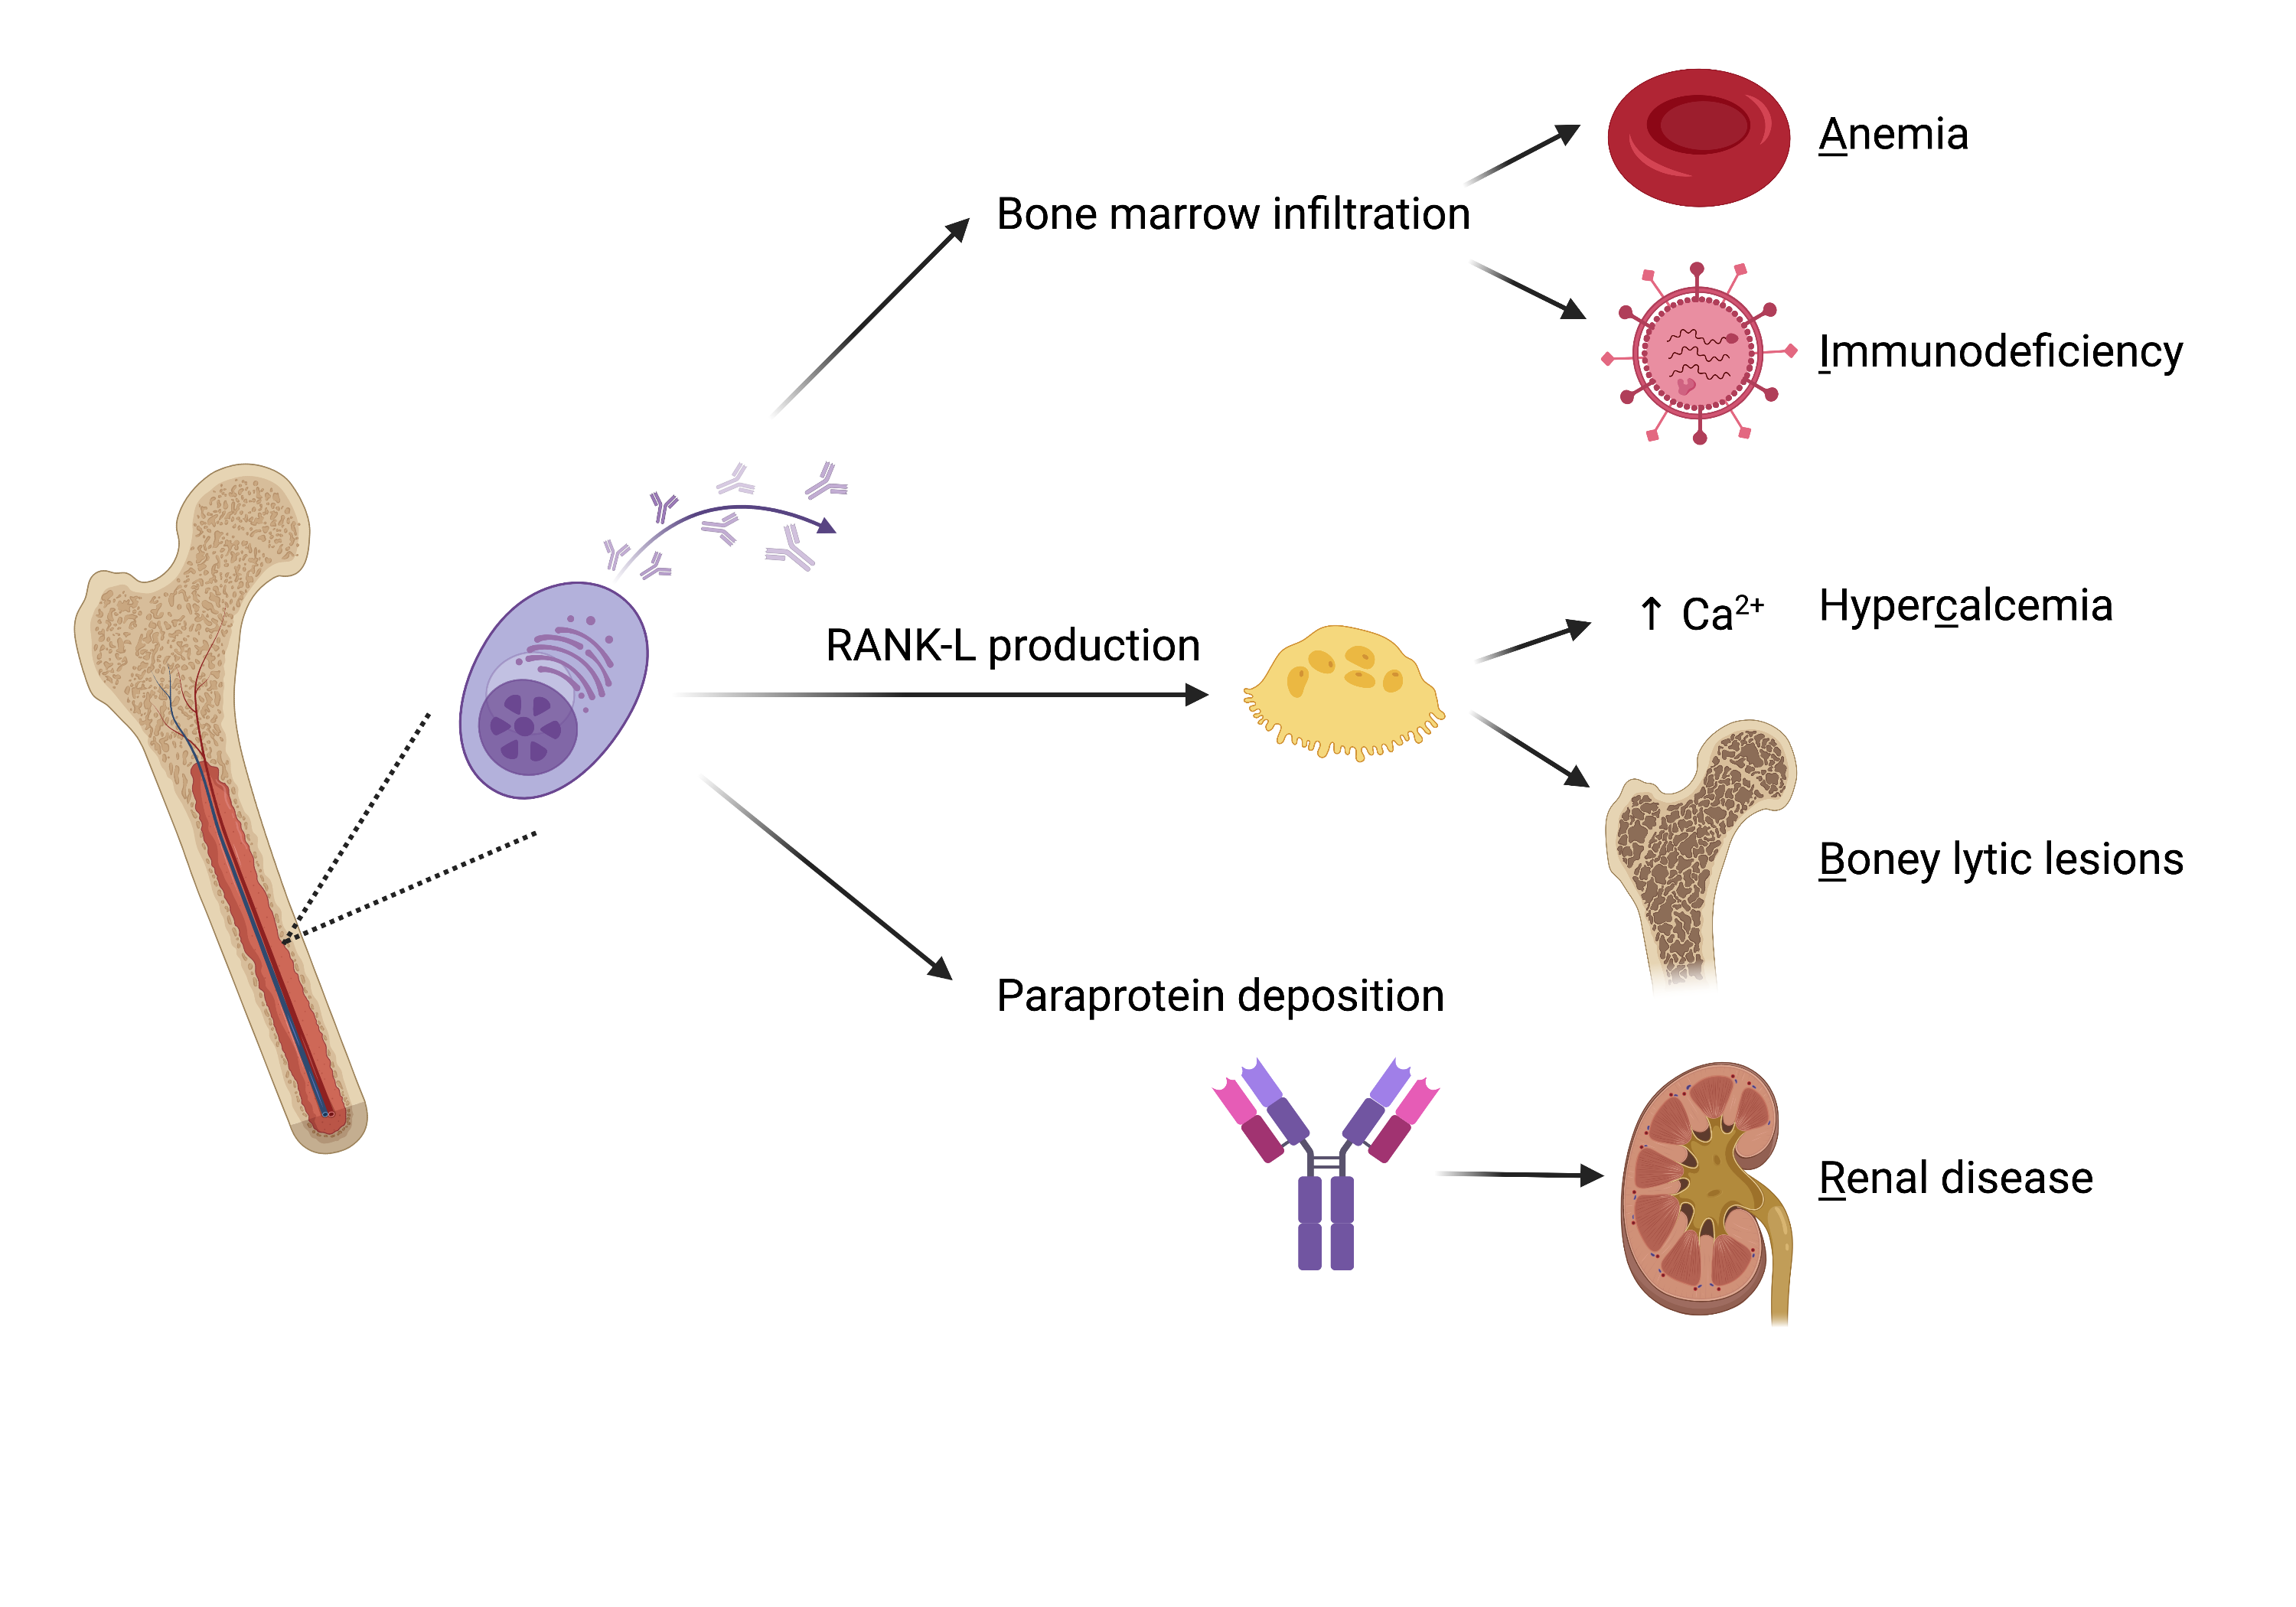 Anemia
Bone marrow infiltration
Immunodeficiency
↑ Ca²⁺
Hypercalcemia
RANK-L production
Boney lytic lesions
Paraprotein deposition
Renal disease